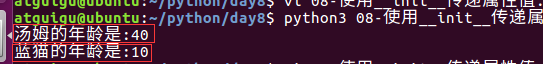 atguigu@ubuntu:~/python/day8$ vi 08-使用__init__传递属性值.
atguigu@ubuntu:~/python/day8$ python3 08-使用__init__传递属
汤姆的年龄是:40
蓝猫的年龄是:10